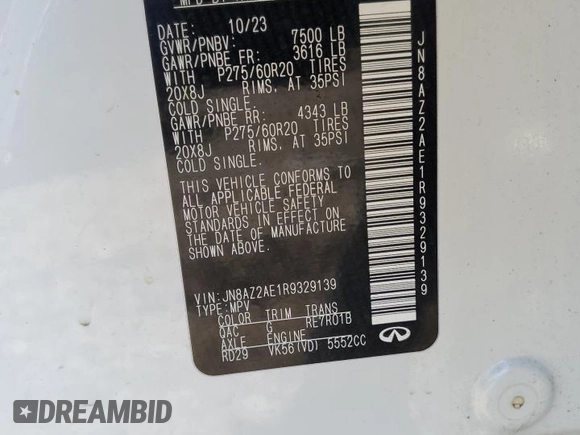 DATE: 10/23
GVWR/PNBV: 7500 LB
GAWR/PNBE FR: 3616 LB
WITH P275/60R20 TIRES
20X8J RIMS, AT 35PSI
COLD SINGLE.
GAWR/PNBE RR: 4343 LB
WITH P275/60R20 TIRES
20X8J RIMS, AT 35PSI
COLD SINGLE.
THIS VEHICLE CONFORMS TO
ALL APPLICABLE FEDERAL
MOTOR VEHICLE SAFETY
STANDARDS IN EFFECT ON
THE DATE OF MANUFACTURE
SHOWN ABOVE.
VIN: JN8AZ2AE1R9329139
TYPE: MPV
COLOR TRIM TRANS
QAC G RE7R01B
AXLE ENGINE
RD29 VK56(VD) 5552CC
JN8AZ2AE1R9329139
INFINITI
DREAMBID